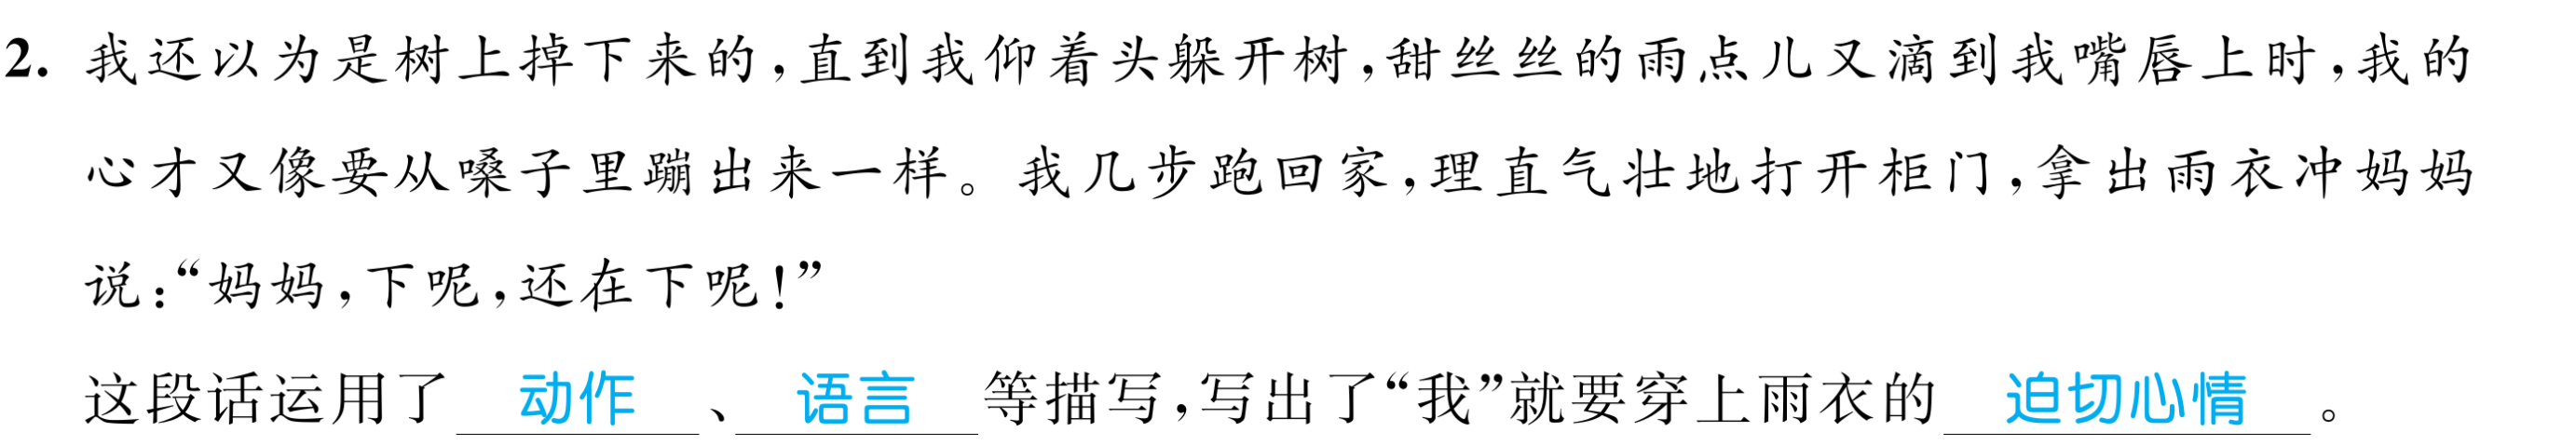 2. 我还以为是树上掉下来的,直到我仰着头躲开树,甜丝丝的雨点儿又滴到我嘴唇上时,我的
心才又像要从嗓子里蹦出来一样。我几步跑回家,理直气壮地打开柜门,拿出雨衣冲妈妈
说:“妈妈,下呢,还在下呢!”
这段话运用了 动作 、 语言 等描写,写出了“我”就要穿上雨衣的 迫切心情 。